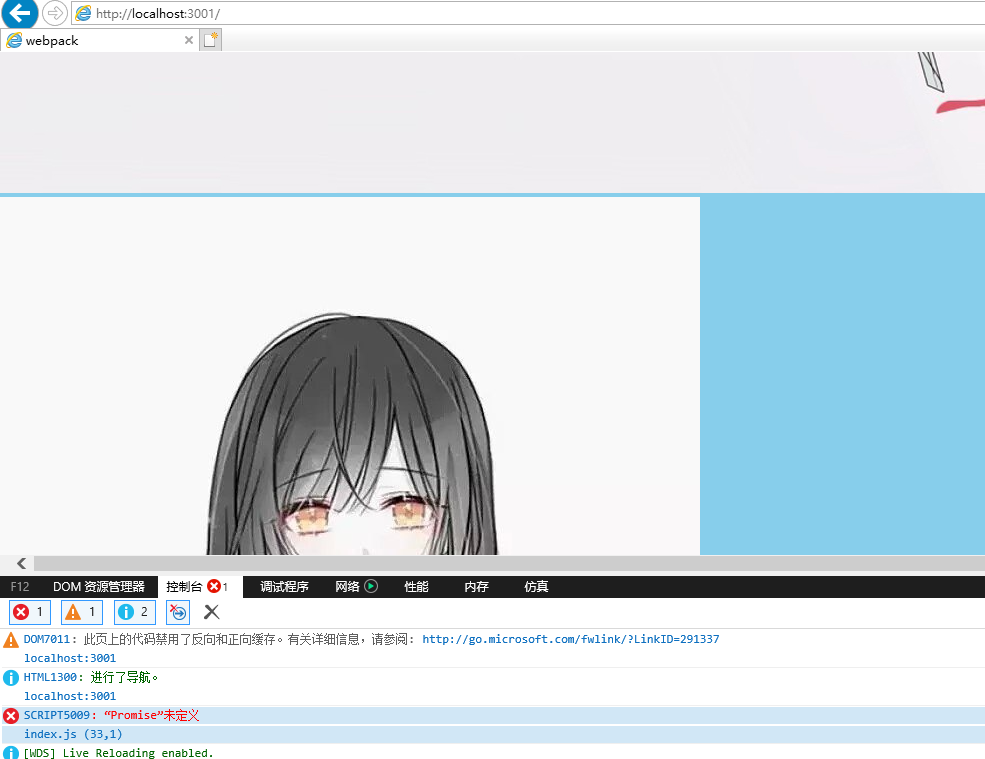 http://localhost:3001/
webpack
F12 DOM 资源管理器 控制台 1 调试程序 网络 性能 内存 仿真
1 1 2
DOM7011: 此页上的代码禁用了反向和正向缓存。有关详细信息，请参阅: http://go.microsoft.com/fwlink/?LinkID=291337
localhost:3001
HTML1300: 进行了导航。
localhost:3001
SCRIPT5009: “Promise”未定义
index.js (33,1)
[WDS] Live Reloading enabled.